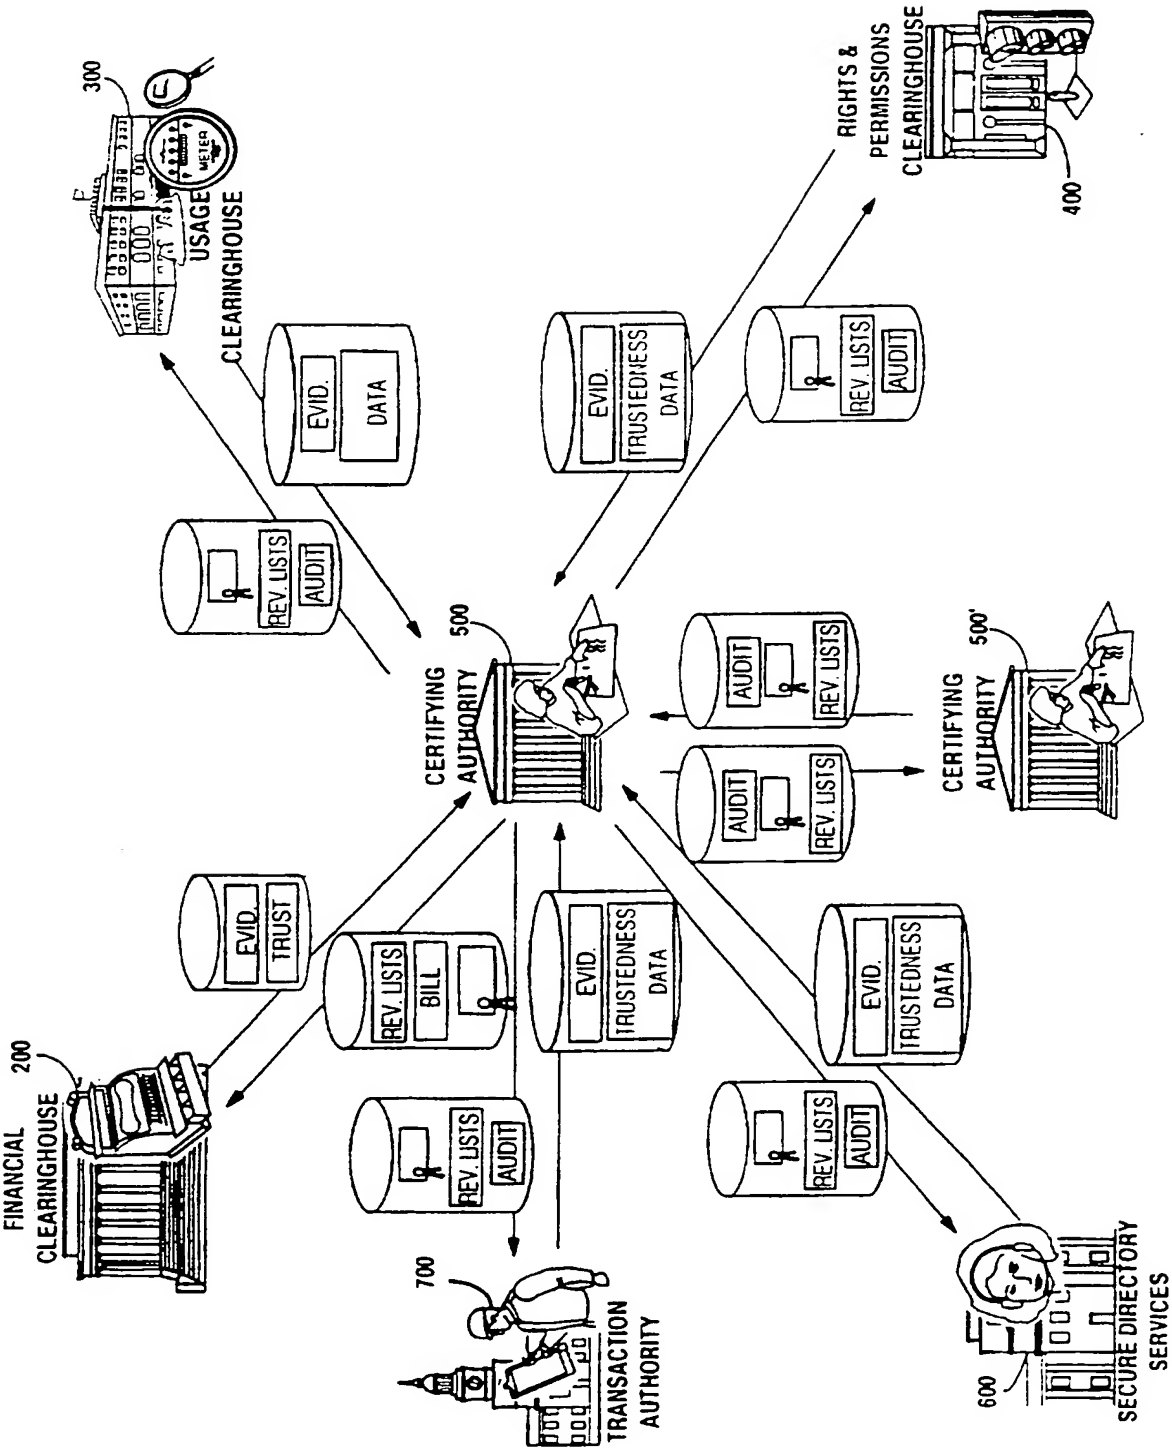 FINANCIAL
CLEARINGHOUSE
200
300
METER
USAGE
CLEARINGHOUSE
EVID.
TRUST
REV. LISTS
AUDIT
EVID.
DATA
REV. LISTS
BILL
700
TRANSACTION
AUTHORITY
REV. LISTS
AUDIT
EVID.
TRUSTEDNESS
DATA
CERTIFYING
AUTHORITY
500
EVID.
TRUSTEDNESS
DATA
RIGHTS &
PERMISSIONS
CLEARINGHOUSE
400
REV. LISTS
AUDIT
AUDIT
REV. LISTS
AUDIT
REV. LISTS
REV. LISTS
AUDIT
EVID.
TRUSTEDNESS
DATA
CERTIFYING
AUTHORITY
500'
600
SECURE DIRECTORY
SERVICES